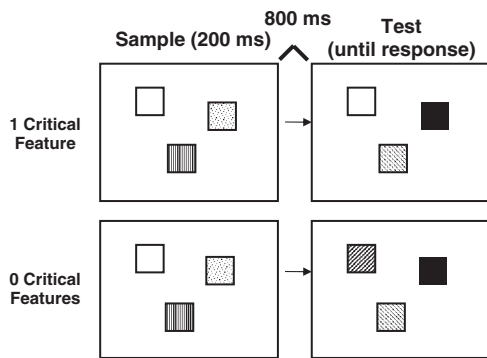 800 ms
Sample (200 ms)
Test
(until response)
1 Critical
Feature
0 Critical
Features